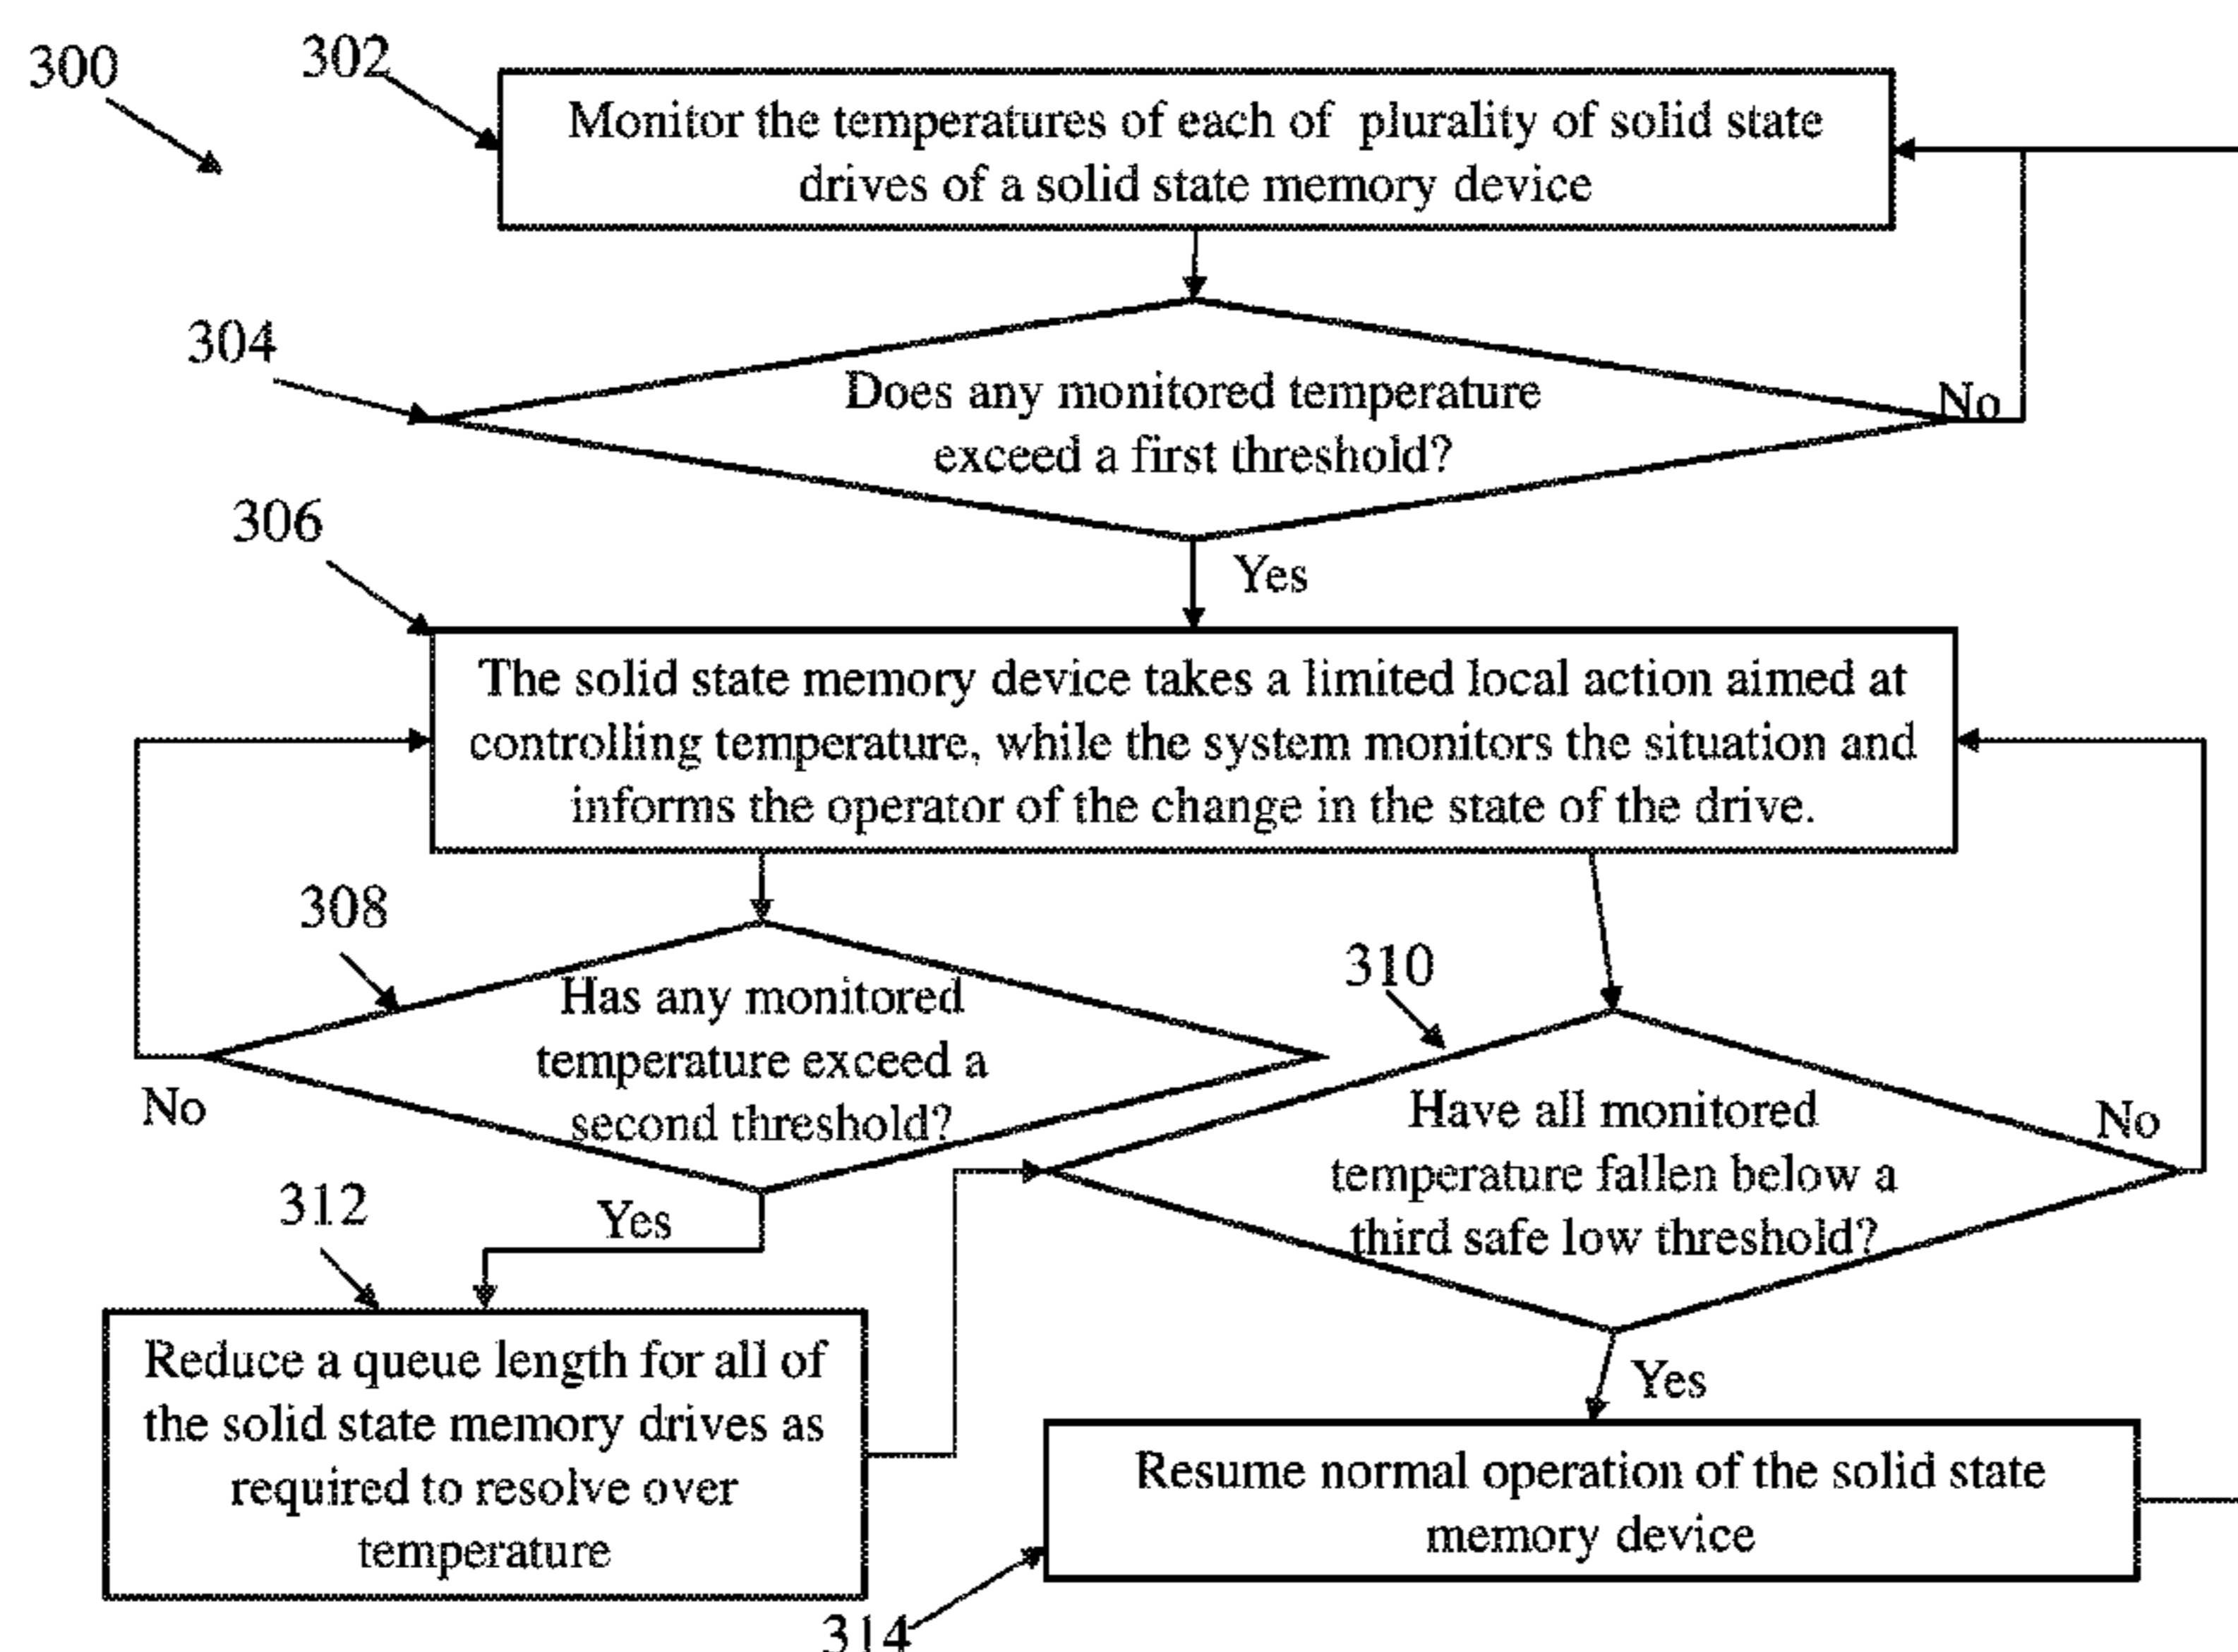 300
302
Monitor the temperatures of each of plurality of solid state
drives of a solid state memory device
304
Does any monitored temperature
exceed a first threshold?
No
306
Yes
The solid state memory device takes a limited local action aimed at
controlling temperature, while the system monitors the situation and
informs the operator of the change in the state of the drive.
308
Has any monitored
temperature exceed a
second threshold?
No
310
Have all monitored
temperature fallen below a
third safe low threshold?
No
312
Yes
Reduce a queue length for all of
the solid state memory drives as
required to resolve over
temperature
Yes
Resume normal operation of the solid state
memory device
314